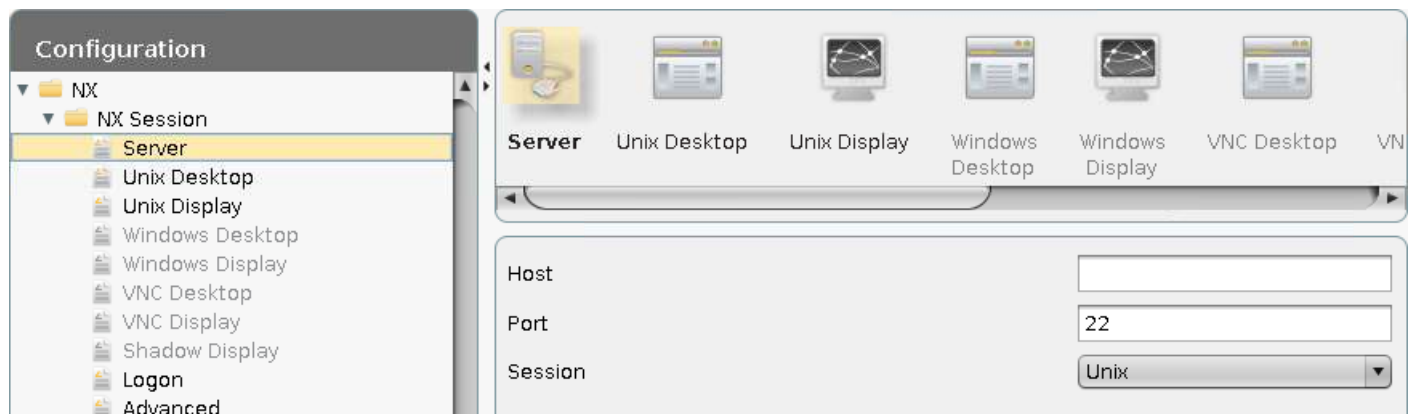 Configuration
NX
NX Session
Server
Unix Desktop
Unix Display
Windows Desktop
Windows Display
VNC Desktop
VNC Display
Shadow Display
Logon
Advanced
Server Unix Desktop Unix Display Windows Desktop Windows Display VNC Desktop VN
Host
Port 22
Session Unix